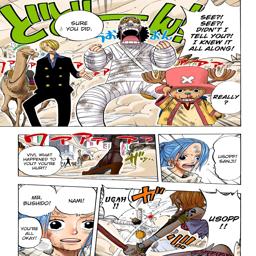 SEE?!
SEE?!
DIDN'T
I TELL
YOU?! I
KNEW IT
ALL ALONG!
SURE
YOU DID.
REALLY
?
VIVI, WHAT
HAPPENED TO
YOU? YOU'RE
HURT!
USOPP!
SANJI!
MR.
BUSHIDO!
NAMI!
YOU'RE
ALL
OKAY!
UGAH
!!
USOPP
!!